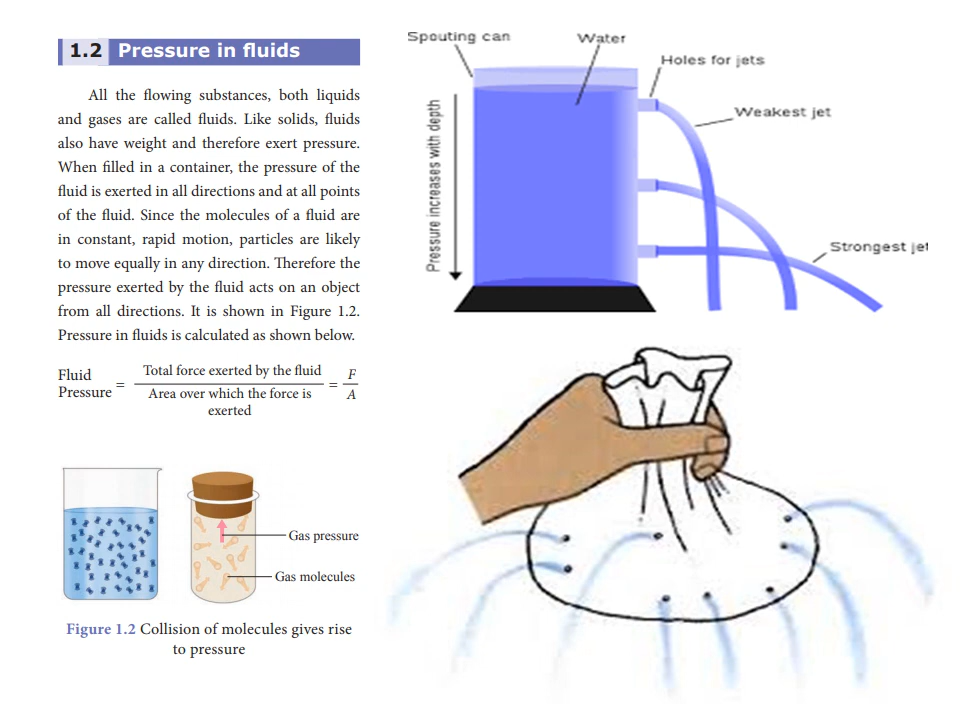 1.2 Pressure in fluids
All the flowing substances, both liquids
and gases are called fluids. Like solids, fluids
also have weight and therefore exert pressure.
When filled in a container, the pressure of the
fluid is exerted in all directions and at all points
of the fluid. Since the molecules of a fluid are
in constant, rapid motion, particles are likely
to move equally in any direction. Therefore the
pressure exerted by the fluid acts on an object
from all directions. It is shown in Figure 1.2.
Pressure in fluids is calculated as shown below.
Fluid
Pressure
=
Total force exerted by the fluid
Area over which the force is
exerted
=
F
A
Gas pressure
Gas molecules
Figure 1.2 Collision of molecules gives rise
to pressure
Spouting can
Water
Holes for jets
Weakest jet
Pressure increases with depth
Strongest jet